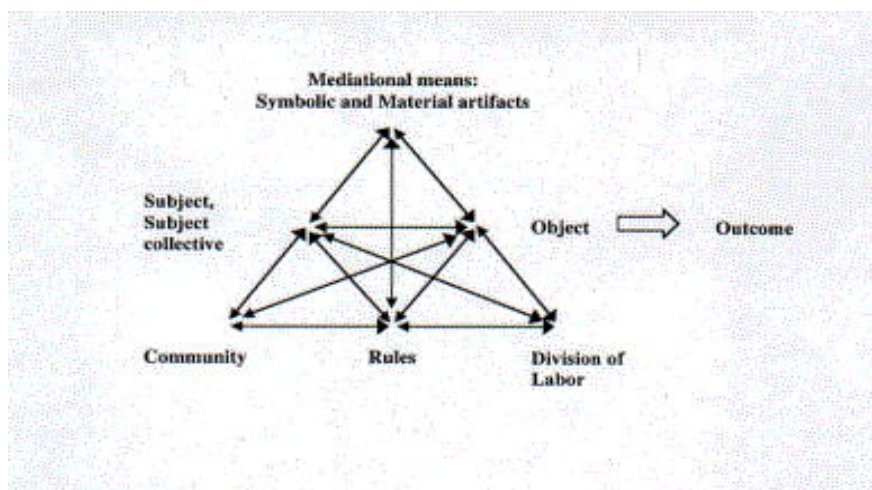 Mediational means:
Symbolic and Material artifacts
Subject,
Subject
collective
Object
Outcome
Community
Rules
Division of
Labor